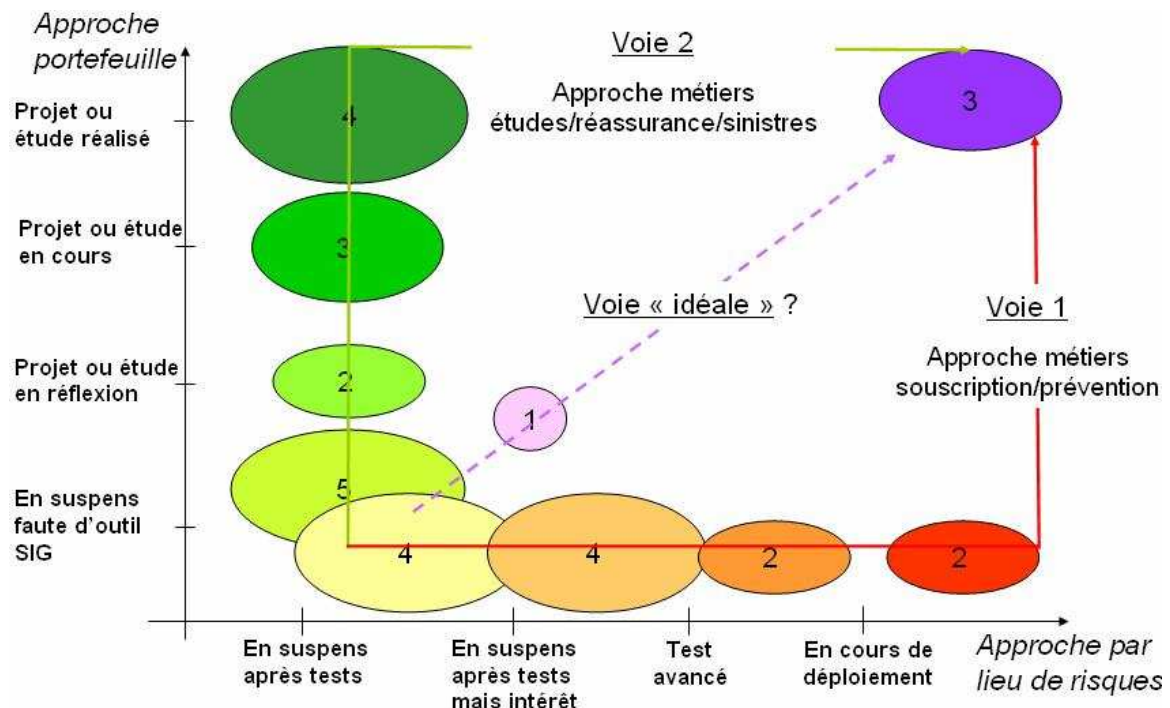 Approche
portefeuille
Voie 2
Approche métiers
études/réassurance/sinistres
Projet ou
étude réalisé
4
3
Projet ou étude
en cours
3
Voie « idéale » ?
Voie 1
Approche métiers
souscription/prévention
Projet ou étude
en réflexion
2
1
En suspens
faute d'outil
SIG
5
4
4
2
2
En suspens
après tests
En suspens
après tests
mais intérêt
Test
avancé
En cours de
déploiement
Approche par
lieu de risques